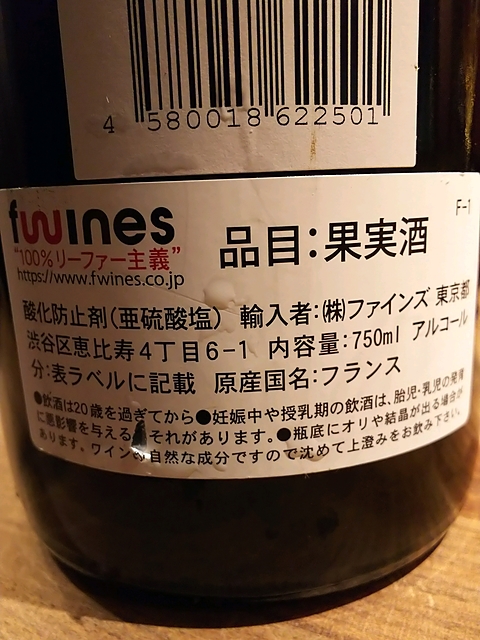 4 580018 622501
fwines
"100%リーファー主義"
https://www.fwines.co.jp
F-1
品目:果実酒
酸化防止剤(亜硫酸塩) 輸入者:㈱ファインズ 東京都
渋谷区恵比寿4丁目6-1 内容量:750ml アルコール
分:表ラベルに記載 原産国名:フランス
●飲酒は20歳を過ぎてから●妊娠中や授乳期の飲酒は、胎児・乳児の発育
に悪影響を与える それがあります。●瓶底にオリや結晶が出る場合が
あります。ワインの自然な成分ですので沈めて上澄みをお飲み下さい。